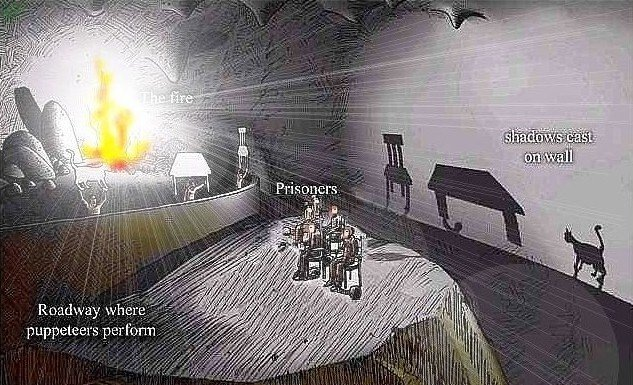 The fire
shadows cast
on wall
Prisoners
Roadway where
puppeteers perform